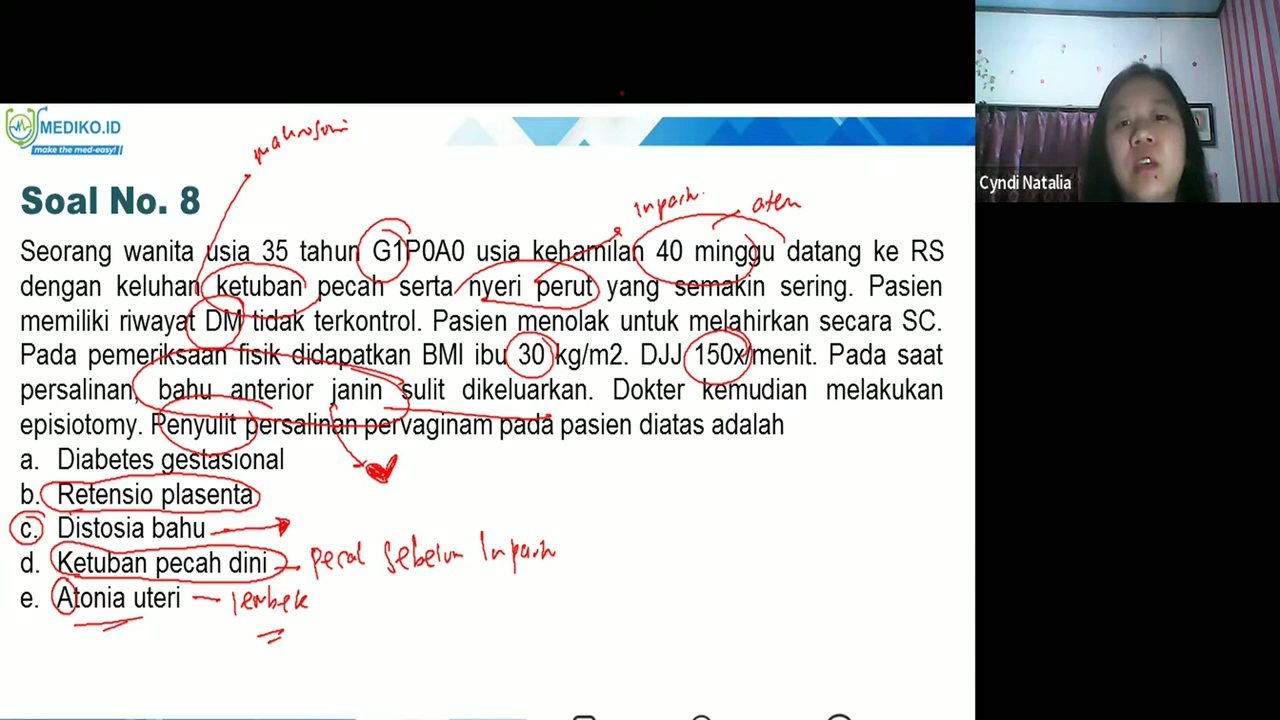 MEDIKO.ID
make the med-easy!
Soal No. 8
inpartu
aterm
Seorang wanita usia 35 tahun G1P0A0 usia kehamilan 40 minggu datang ke RS
dengan keluhan ketuban pecah serta nyeri perut yang semakin sering. Pasien
memiliki riwayat DM tidak terkontrol. Pasien menolak untuk melahirkan secara SC.
Pada pemeriksaan fisik didapatkan BMI ibu 30 kg/m2. DJJ 150x/menit. Pada saat
persalinan, bahu anterior janin sulit dikeluarkan. Dokter kemudian melakukan
episiotomy. Penyulit persalinan pervaginam pada pasien diatas adalah
a. Diabetes gestasional
b. Retensio plasenta
c. Distosia bahu
d. Ketuban pecah dini
pecah sebelum inpartu
e. Atonia uteri
lembek
Cyndi Natalia